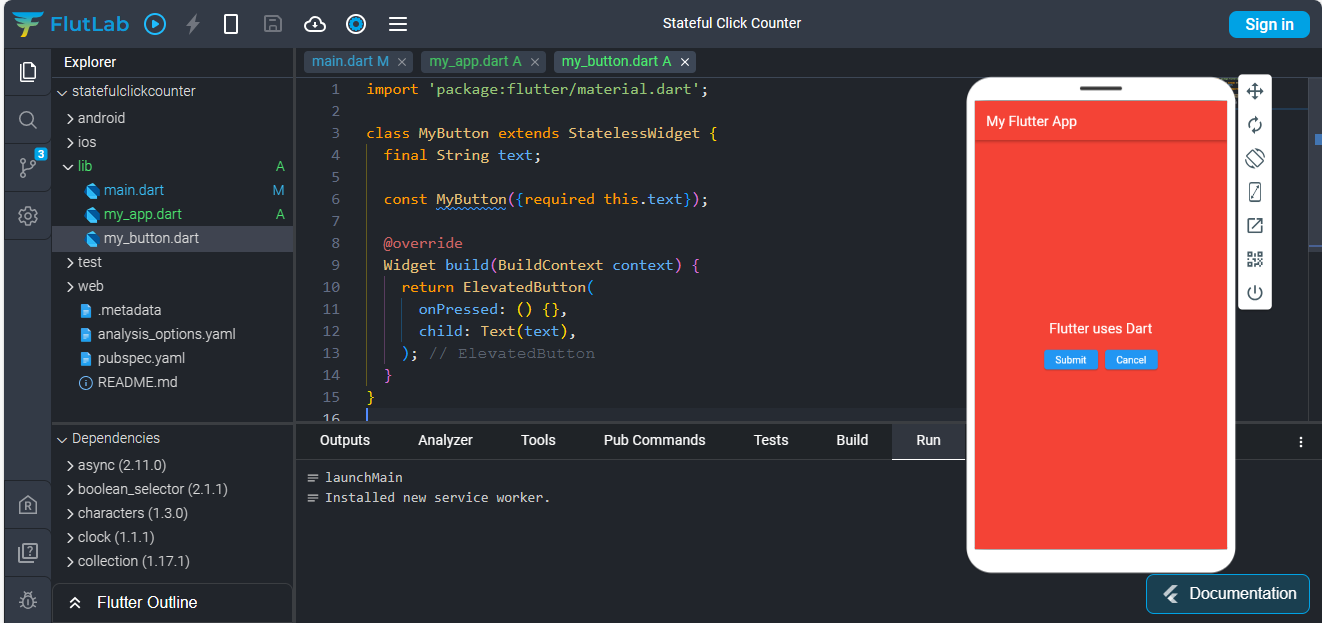 FlutLab
Stateful Click Counter
Sign in
Explorer
statefulclickcounter
android
ios
lib A
main.dart M
my_app.dart A
my_button.dart
test
web
.metadata
analysis_options.yaml
pubspec.yaml
README.md
3
Dependencies
async (2.11.0)
boolean_selector (2.1.1)
characters (1.3.0)
clock (1.1.1)
collection (1.17.1)
Flutter Outline
main.dart M × my_app.dart A × my_button.dart A ×
1 import 'package:flutter/material.dart';
2
3 class MyButton extends StatelessWidget {
4 final String text;
5
6 const MyButton({required this.text});
7
8 @override
9 Widget build(BuildContext context) {
10 return ElevatedButton(
11 onPressed: () {},
12 child: Text(text),
13 ); // ElevatedButton
14 }
15 }
16
Outputs Analyzer Tools Pub Commands Tests Build Run
launchMain
Installed new service worker.
My Flutter App
Flutter uses Dart
Submit Cancel
Documentation
R
?